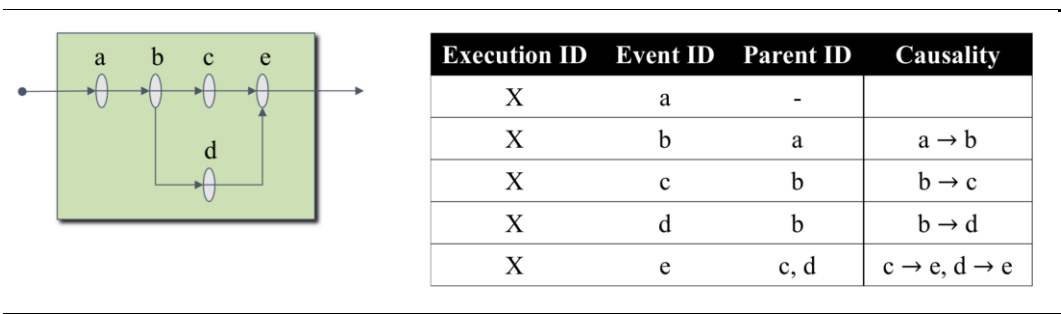 a b c e
d
Execution ID Event ID Parent ID Causality
X a -
X b a a → b
X c b b → c
X d b b → d
X e c, d c → e, d → e